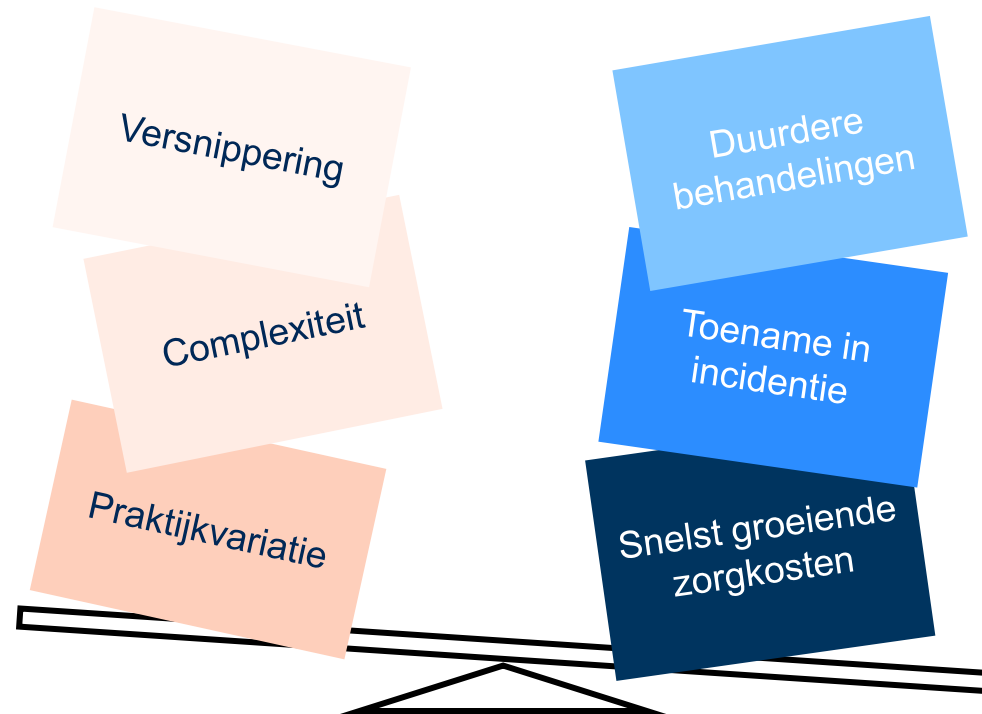 Versnippering
Complexiteit
Praktijkvariatie
Duurdere
behandelingen
Toename in
incidentie
Snelst groeiende
zorgkosten